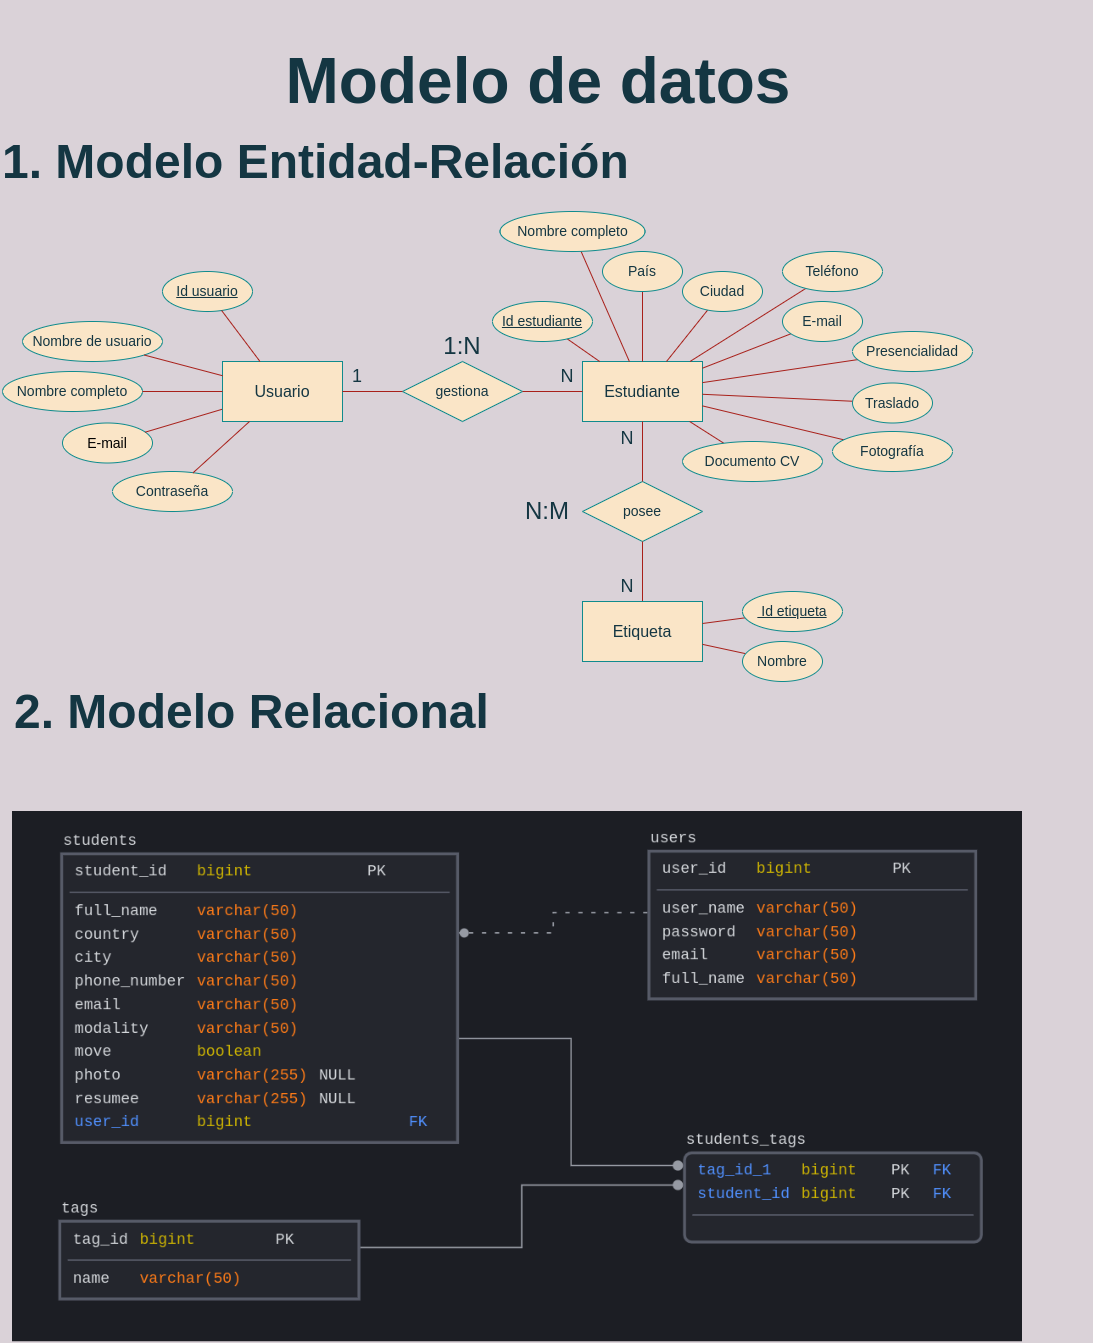 Modelo de datos
1. Modelo Entidad-Relación
Nombre completo
País
Teléfono
Id usuario
Ciudad
Id estudiante
E-mail
Nombre de usuario
1:N
Presencialidad
1
N
Nombre completo
Usuario
gestiona
Estudiante
Traslado
E-mail
N
Fotografía
Documento CV
Contraseña
N:M
posee
N
Id etiqueta
Etiqueta
Nombre
2. Modelo Relacional
students
student_id bigint PK
full_name varchar(50)
country varchar(50)
city varchar(50)
phone_number varchar(50)
email varchar(50)
modality varchar(50)
move boolean
photo varchar(255) NULL
resumee varchar(255) NULL
user_id bigint FK
users
user_id bigint PK
user_name varchar(50)
password varchar(50)
email varchar(50)
full_name varchar(50)
students_tags
tag_id_1 bigint PK FK
student_id bigint PK FK
tags
tag_id bigint PK
name varchar(50)